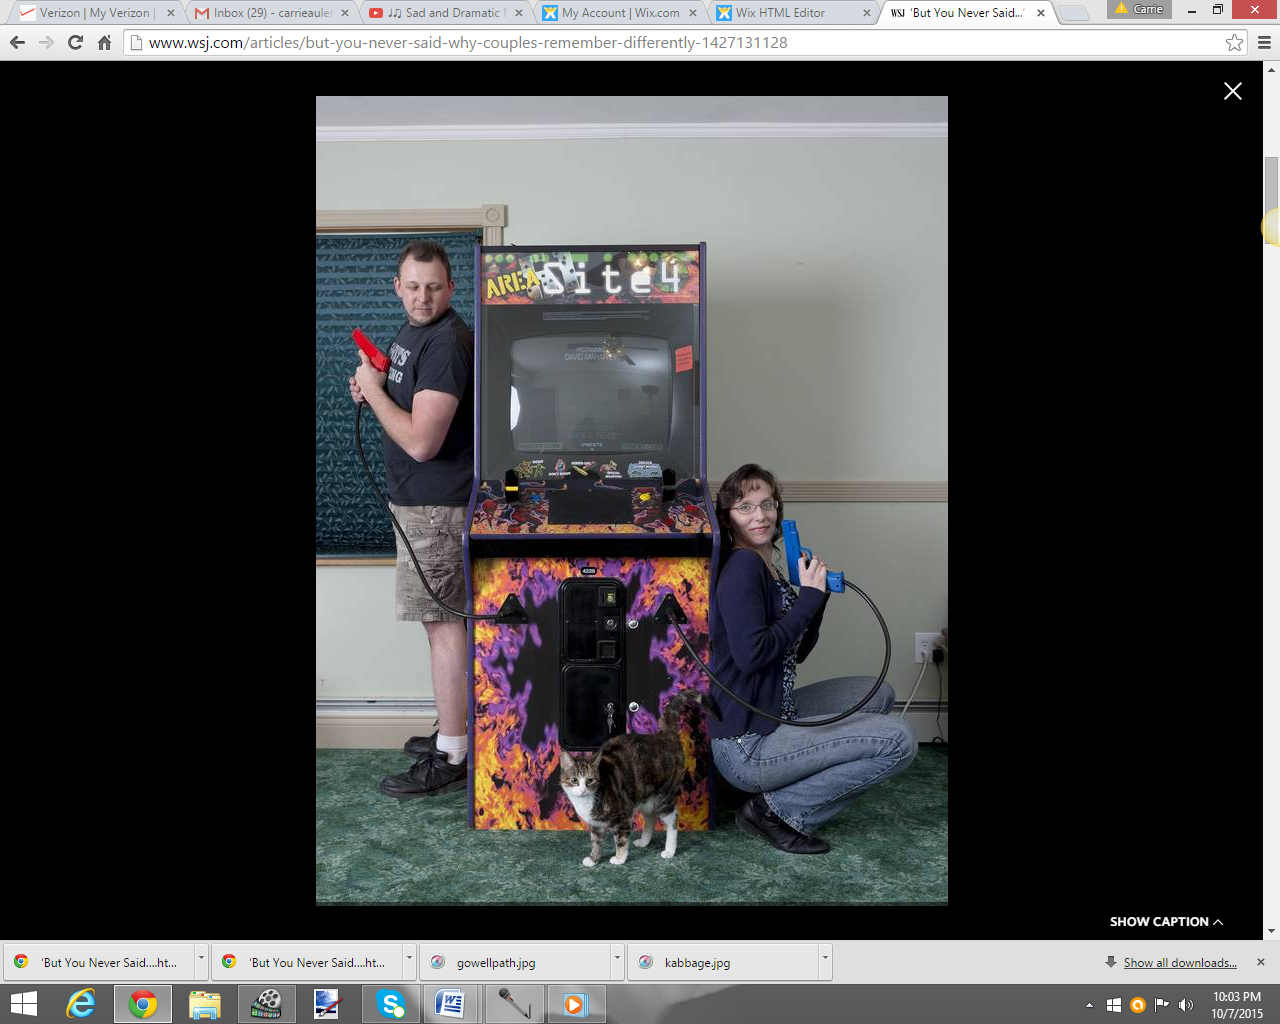 Verizon | My Verizon |
Inbox (29) - carrieauler
Sad and Dramatic M
My Account | Wix.com
Wix HTML Editor
WSJ 'But You Never Said...'
Carrie
www.wsj.com/articles/but-you-never-said-why-couples-remember-differently-1427131128
AREA
Site4
4226
SHOW CAPTION
'But You Never Said....ht...
'But You Never Said....ht...
gowellpath.jpg
kabbage.jpg
Show all downloads...
10:03 PM
10/7/2015